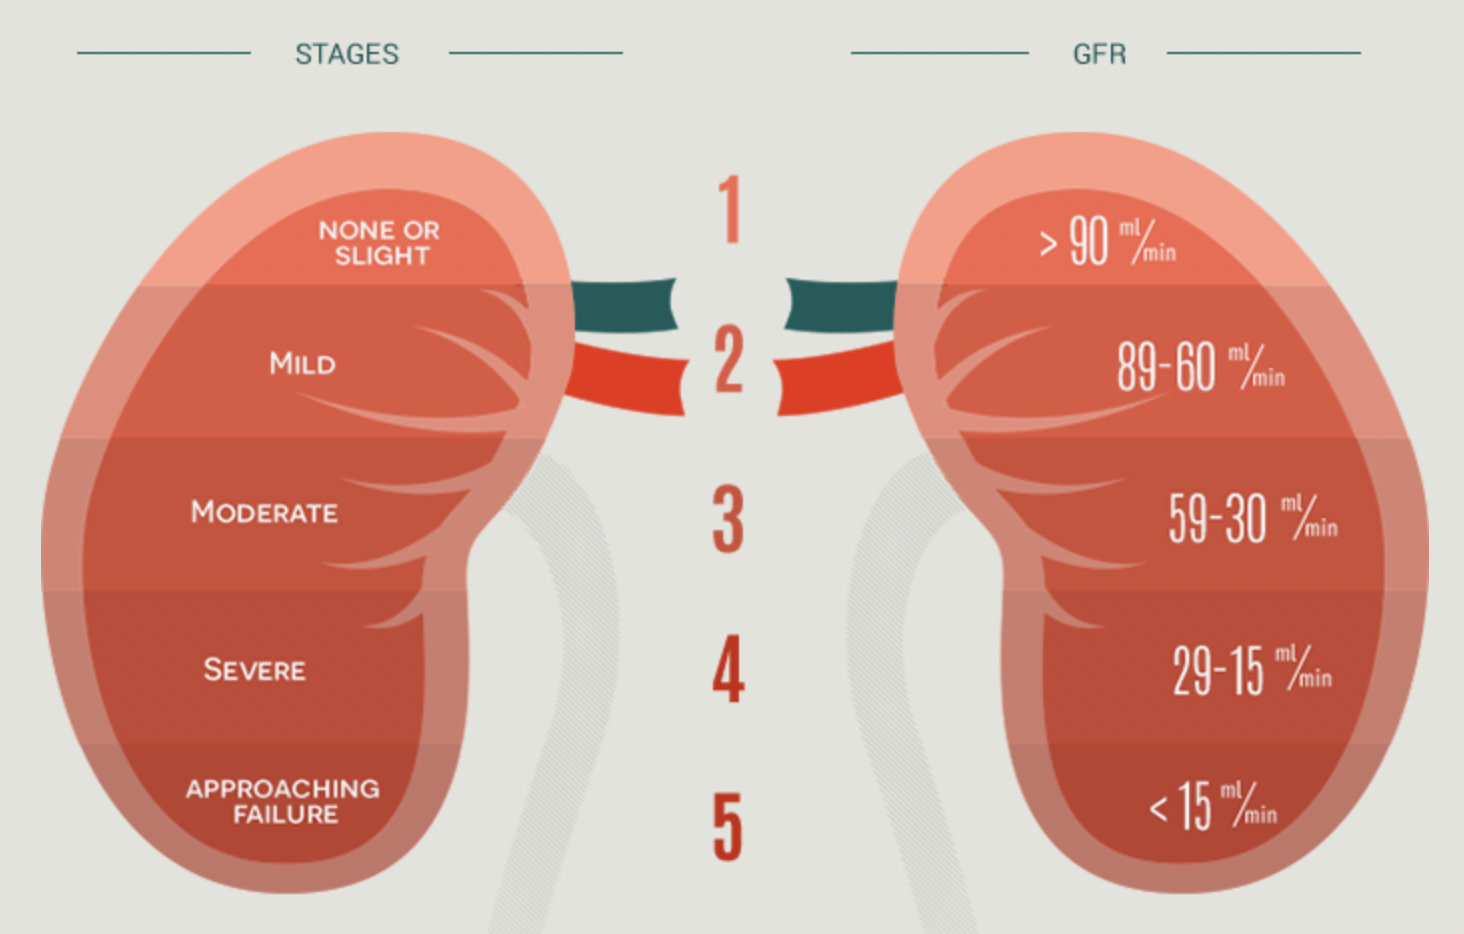 STAGES
GFR
1
NONE OR
SLIGHT
> 90 ml/min
2
MILD
89-60 ml/min
3
MODERATE
59-30 ml/min
4
SEVERE
29-15 ml/min
5
APPROACHING
FAILURE
< 15 ml/min